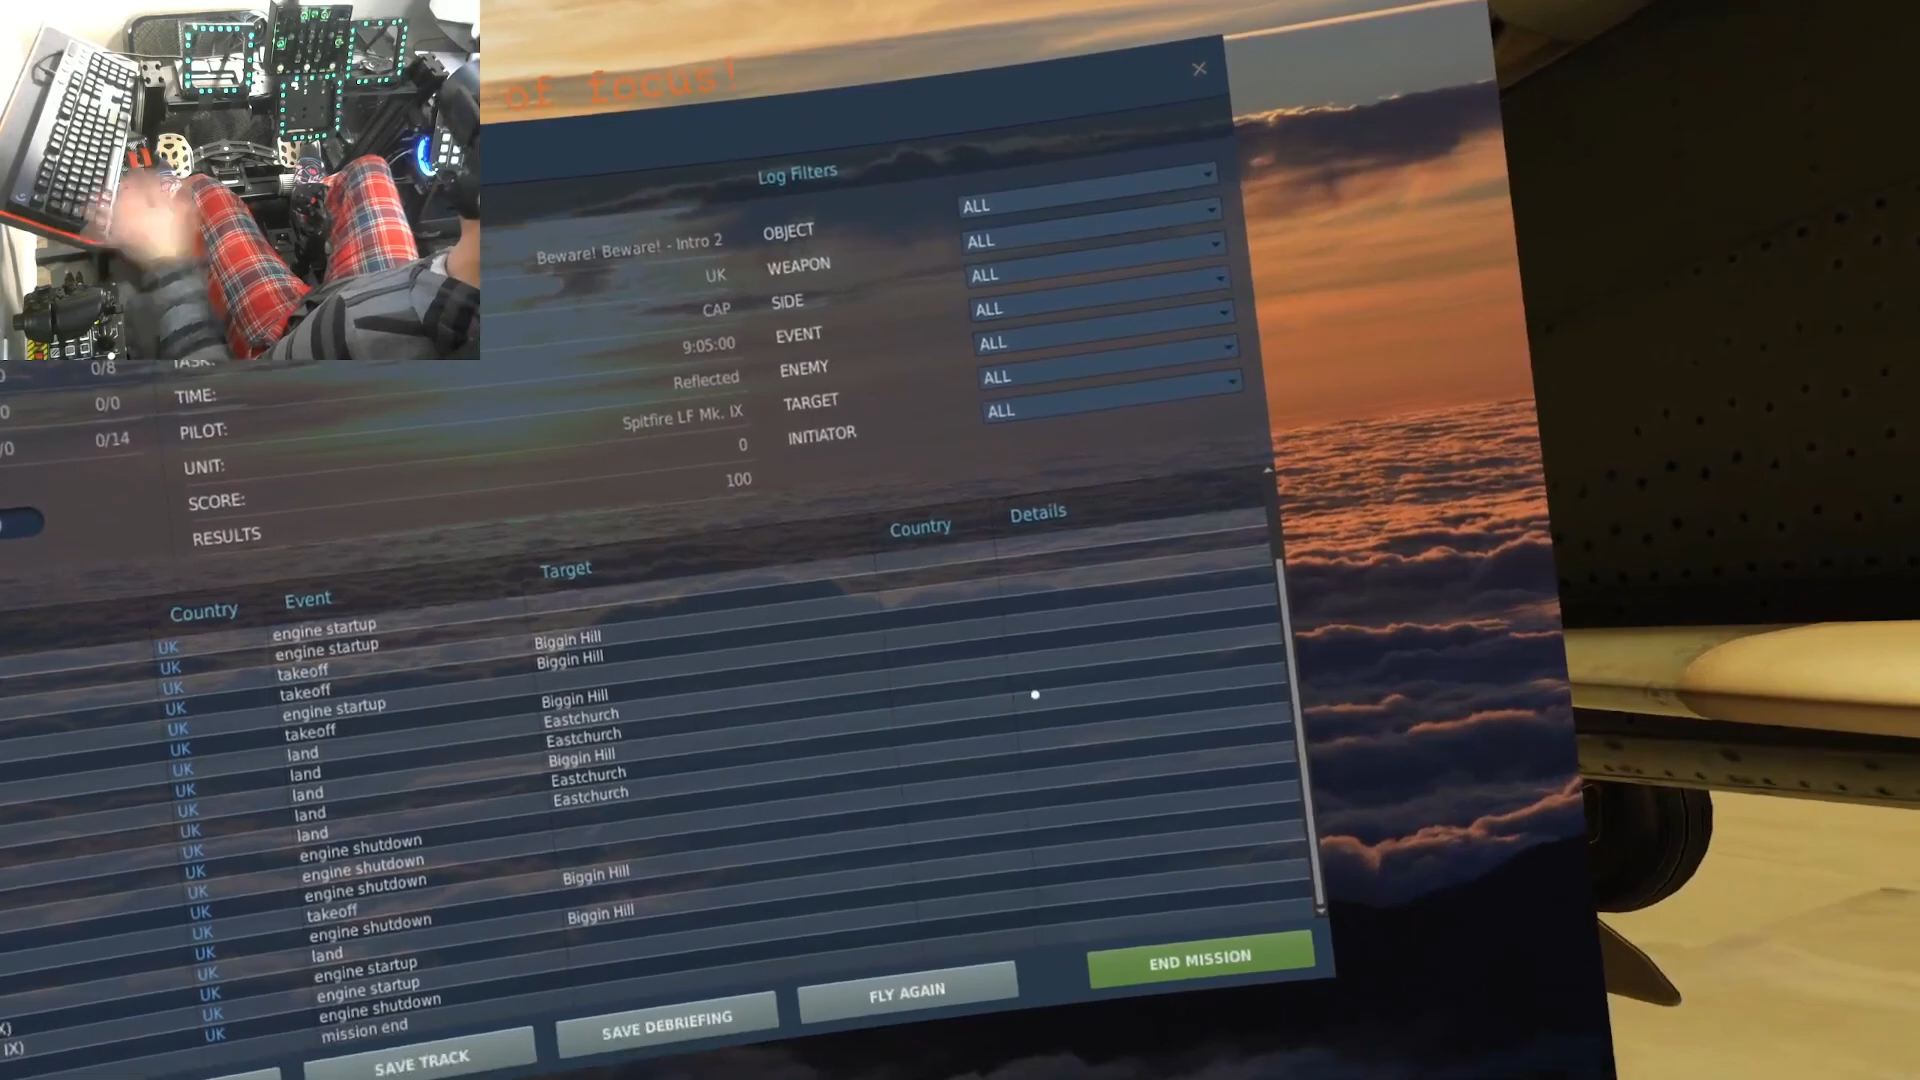 of focus!
Log Filters
ALL
Beware! Beware! - Intro 2
OBJECT
ALL
UK
WEAPON
ALL
CAP
SIDE
ALL
0/8
TASK:
9:05:00
EVENT
ALL
0/0
TIME:
Reflected
ENEMY
ALL
0/14
PILOT:
Spitfire LF Mk. IX
TARGET
ALL
UNIT:
0
INITIATOR
SCORE:
100
RESULTS
Country
Event
Target
Country
Details
UK
engine startup
UK
engine startup
Biggin Hill
UK
takeoff
Biggin Hill
UK
takeoff
UK
engine startup
Biggin Hill
UK
takeoff
Eastchurch
UK
land
Eastchurch
UK
land
Biggin Hill
UK
land
Eastchurch
UK
land
Eastchurch
UK
land
UK
engine shutdown
UK
engine shutdown
UK
engine shutdown
Biggin Hill
UK
takeoff
UK
engine shutdown
Biggin Hill
UK
land
UK
engine startup
UK
engine startup
X)
UK
engine shutdown
IX)
UK
mission end
SAVE TRACK
SAVE DEBRIEFING
FLY AGAIN
END MISSION